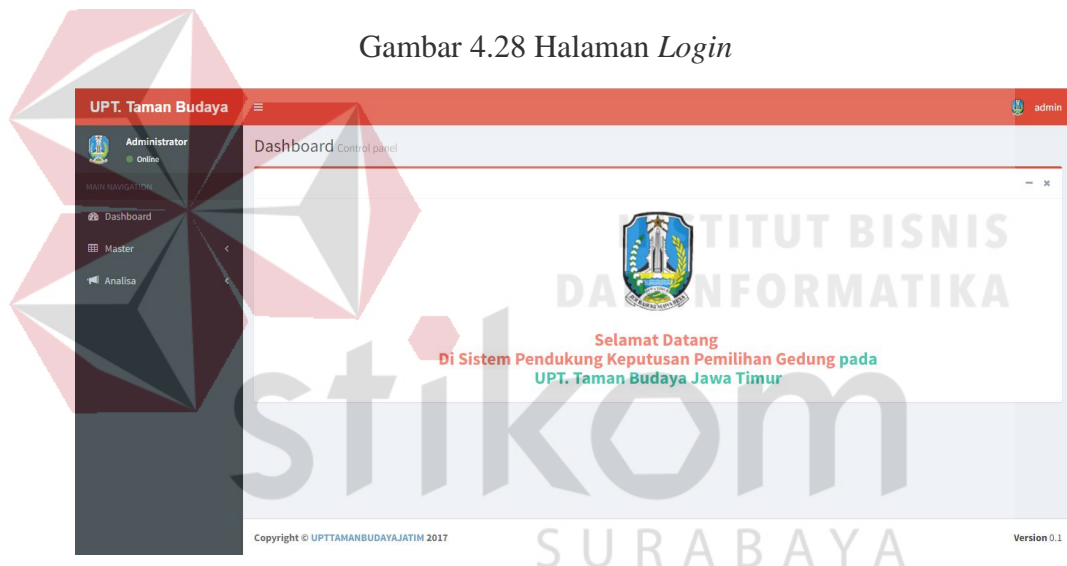 Gambar 4.28 Halaman Login
UPT. Taman Budaya
admin
Administrator
Online
Dashboard Control panel
MAIN NAVIGATION
Dashboard
Master
Analisa
INSTITUT BISNIS
DAN INFORMATIKA
Selamat Datang
Di Sistem Pendukung Keputusan Pemilihan Gedung pada
UPT. Taman Budaya Jawa Timur
stikom
SURABAYA
Copyright © UPTTAMANBUDAYAJATIM 2017
Version 0.1